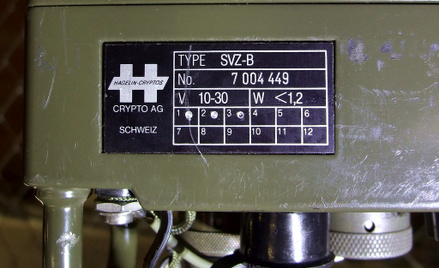 HAGELIN-CRYPTOS
CRYPTO AG
SCHWEIZ
TYPE SVZ-B
No. 7 004 449
V 10-30 W <1,2
1 2 3 4 5 6
7 8 9 10 11 12